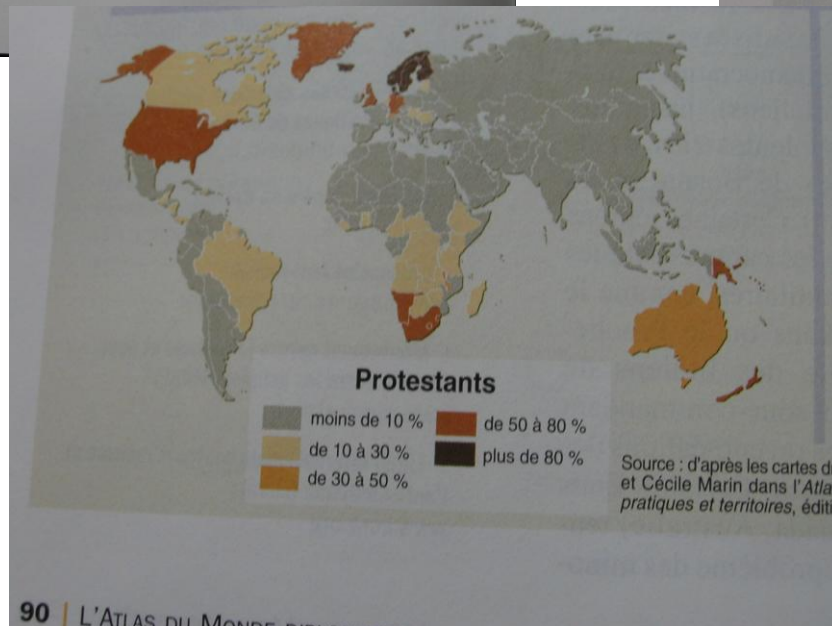 Protestants
moins de 10 %
de 10 à 30 %
de 30 à 50 %
de 50 à 80 %
plus de 80 %
Source : d'après les cartes d
et Cécile Marin dans l'Atla
pratiques et territoires, éditi
90 | L'ATLAS DU MONDE